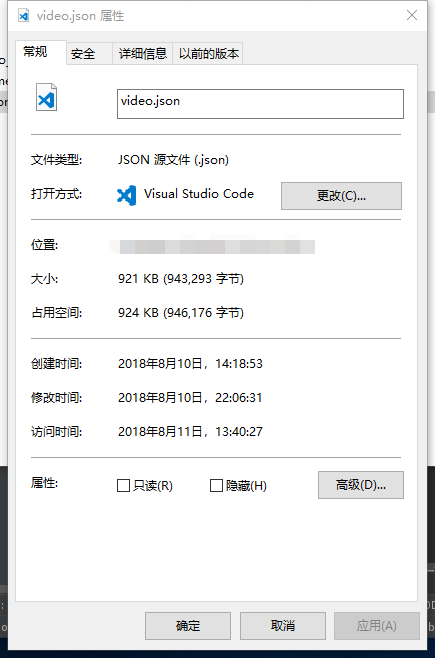 video.json 属性
常规 安全 详细信息 以前的版本
video.json
文件类型: JSON 源文件 (.json)
打开方式: Visual Studio Code 更改(C)...
位置:
大小: 921 KB (943,293 字节)
占用空间: 924 KB (946,176 字节)
创建时间: 2018年8月10日，14:18:53
修改时间: 2018年8月10日，22:06:31
访问时间: 2018年8月11日，13:40:27
属性: 只读(R) 隐藏(H) 高级(D)...
确定 取消 应用(A)